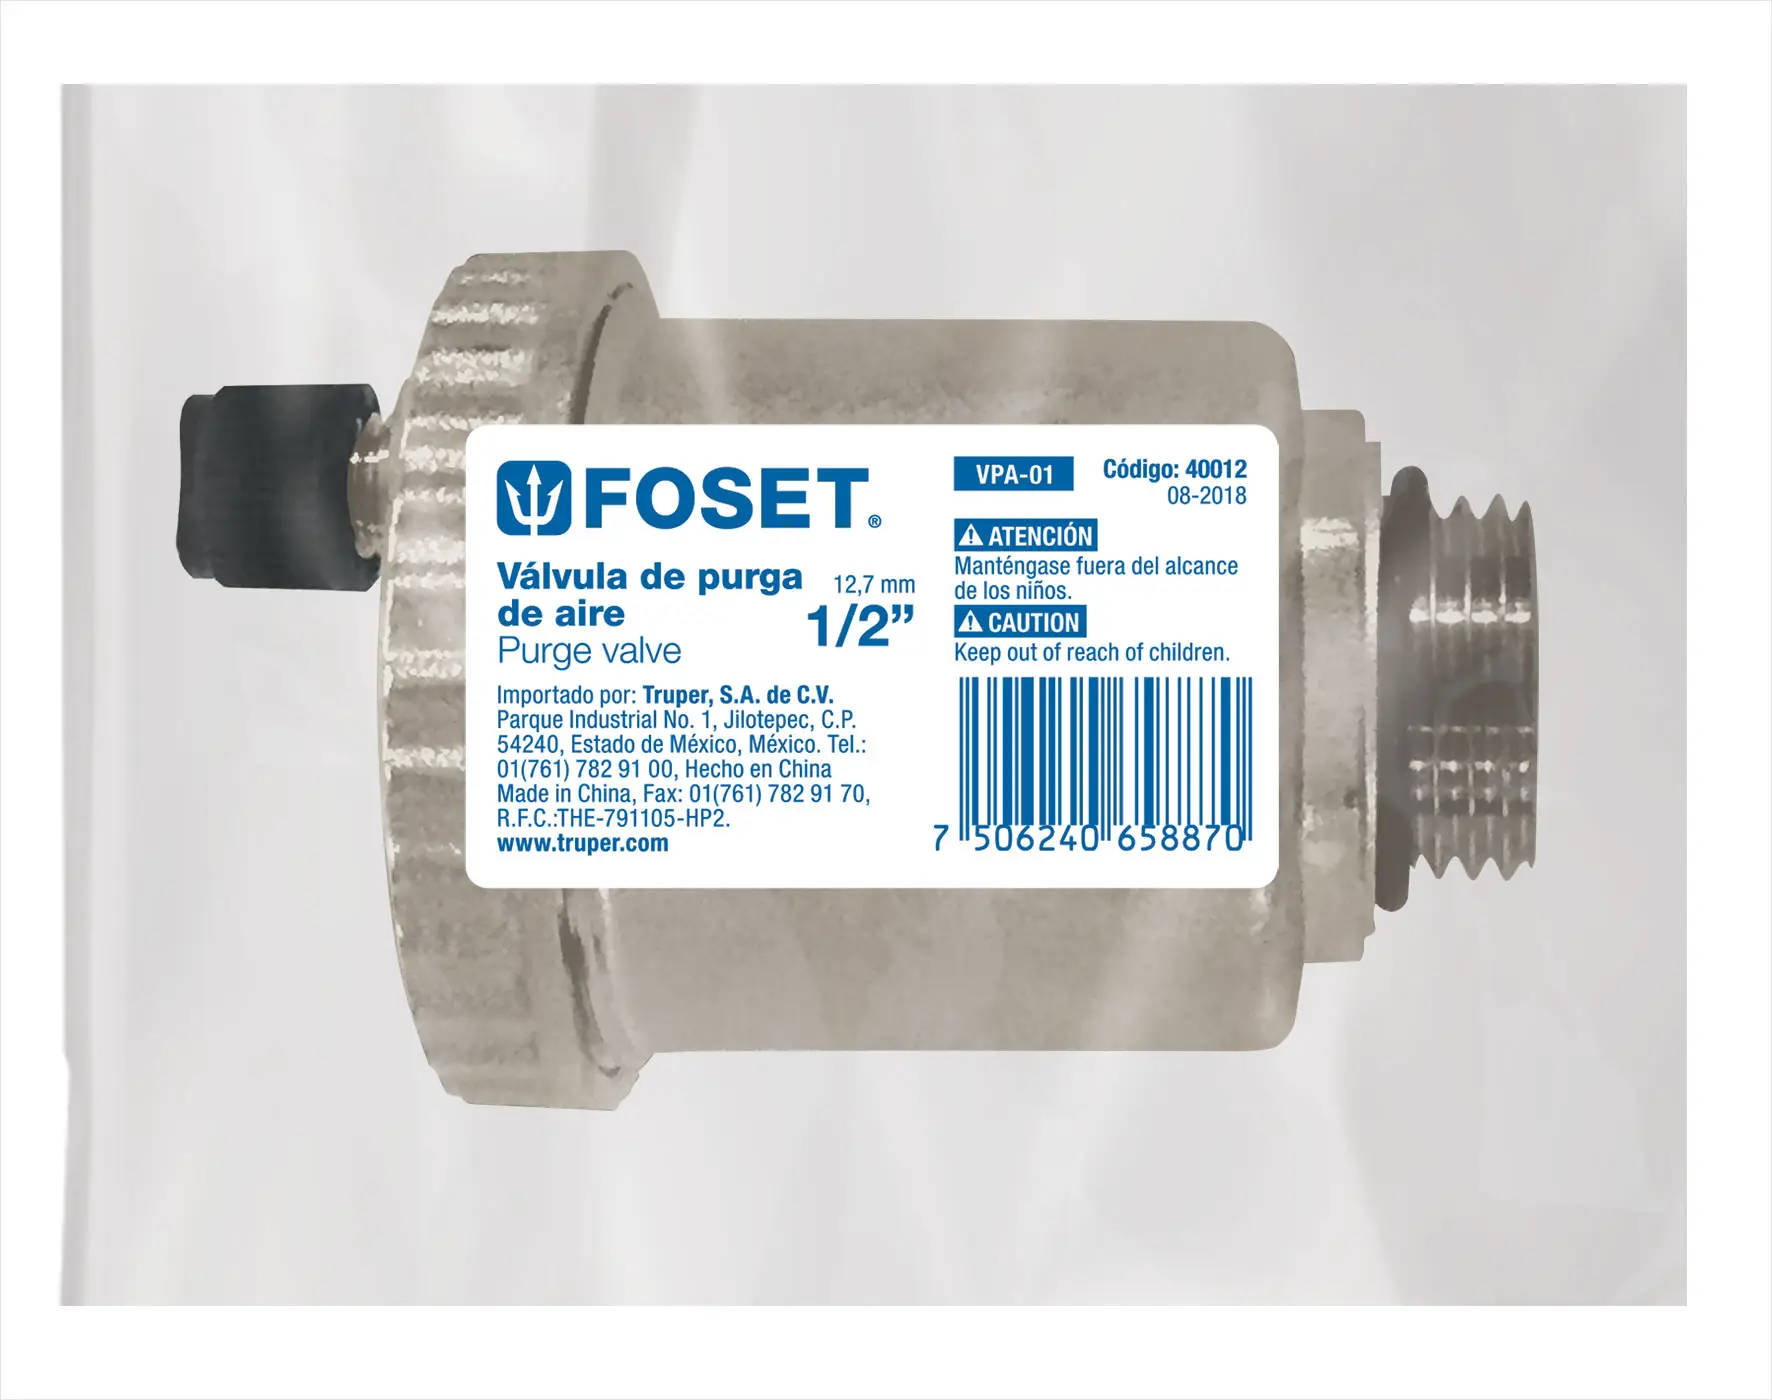 FOSET®
Válvula de purga
de aire
Purge valve
12,7 mm
1/2”
Importado por: Truper, S.A. de C.V.
Parque Industrial No. 1, Jilotepec, C.P.
54240, Estado de México, México. Tel.:
01(761) 782 91 00, Hecho en China
Made in China, Fax: 01(761) 782 91 70,
R.F.C.:THE-791105-HP2.
www.truper.com
VPA-01
Código: 40012
08-2018
ATENCIÓN
Manténgase fuera del alcance
de los niños.
CAUTION
Keep out of reach of children.
7 506240 658870